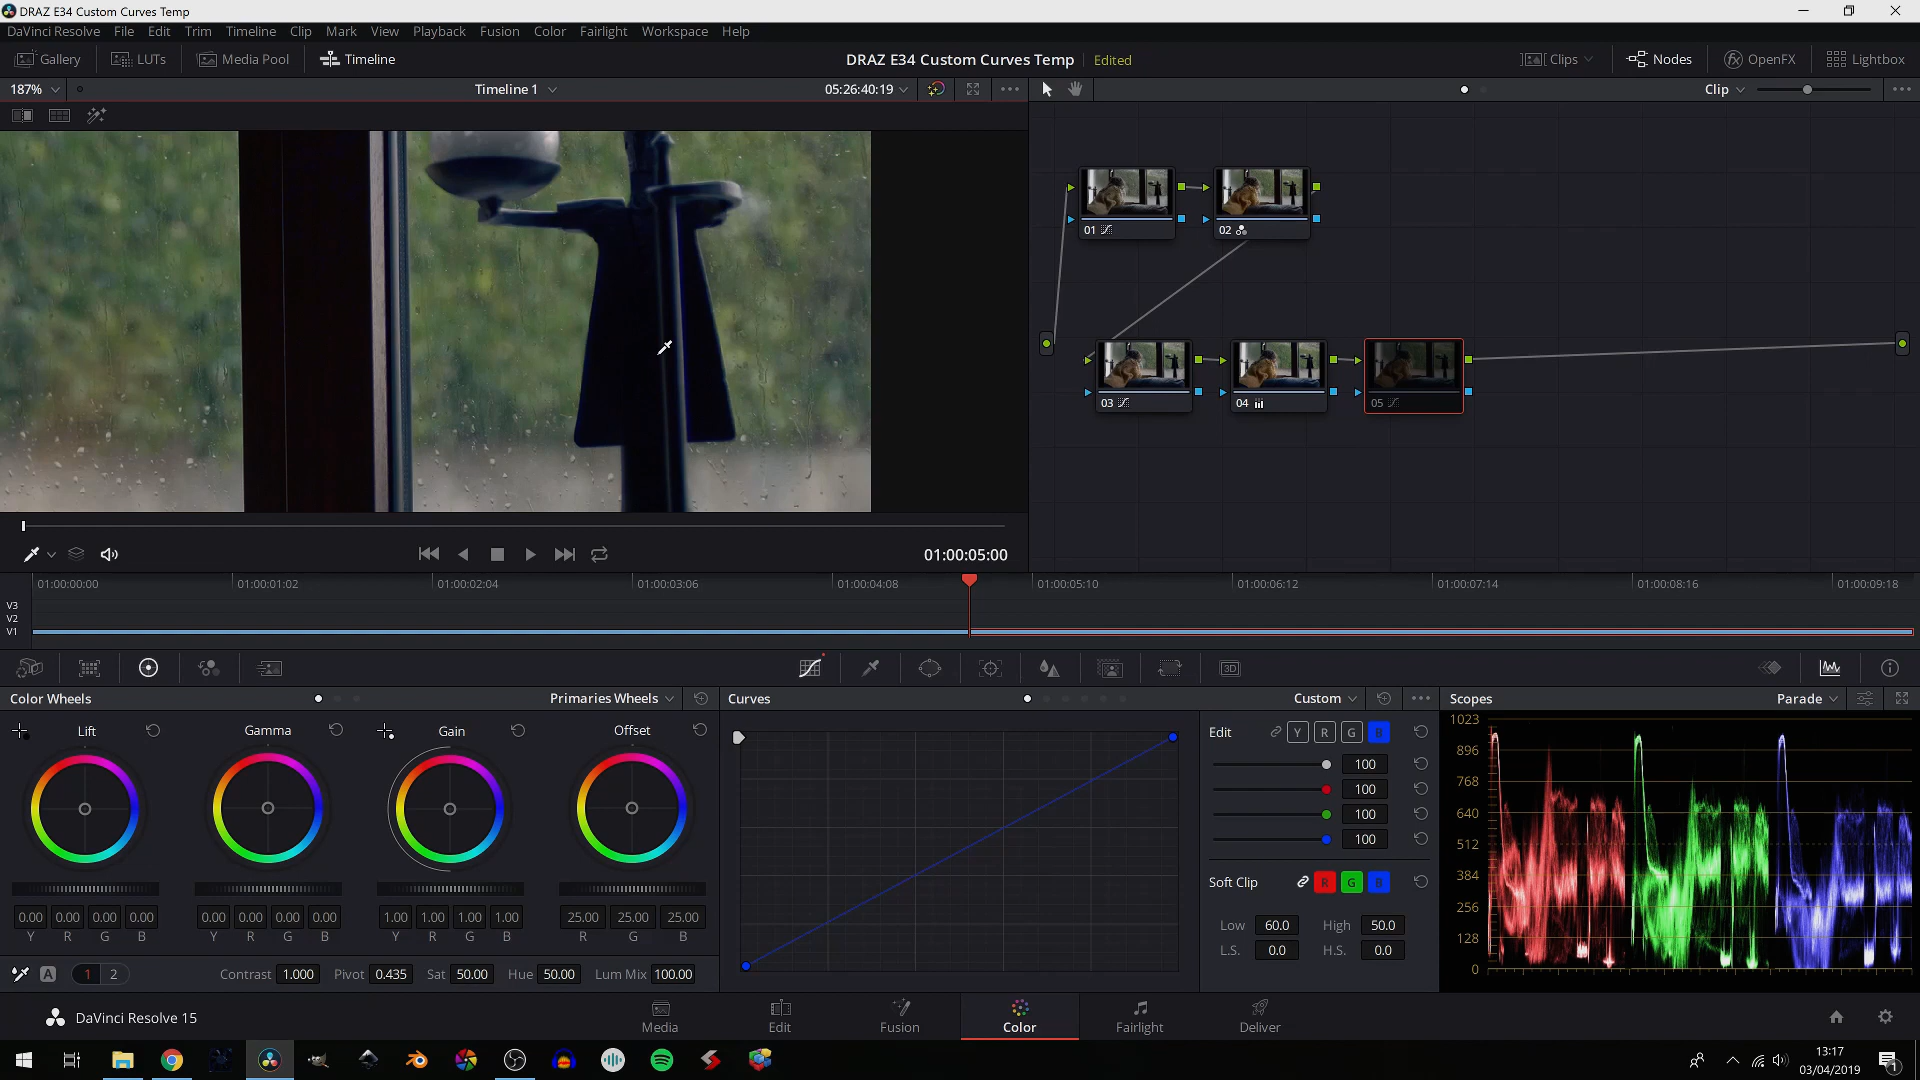 DRAZ E34 Custom Curves Temp
DaVinci Resolve File Edit Trim Timeline Clip Mark View Playback Fusion Color Fairlight Workspace Help
Gallery LUTs Media Pool Timeline DRAZ E34 Custom Curves Temp Edited Clips Nodes OpenFX Lightbox
187% Timeline 1 05:26:40:19 Clip
01 02
03 04 05
01:00:05:00
01:00:00:00 01:00:01:02 01:00:02:04 01:00:03:06 01:00:04:08 01:00:05:10 01:00:06:12 01:00:07:14 01:00:08:16 01:00:09:18
V3
V2
V1
3D
Color Wheels Primaries Wheels Curves Custom Scopes Parade
Lift Gamma Gain Offset
Edit Y R G B
100
100
100
100
Soft Clip R G B
Low 60.0 High 50.0
L.S. 0.0 H.S. 0.0
1023
896
768
640
512
384
256
128
0
0.00 0.00 0.00 0.00 0.00 0.00 0.00 0.00 1.00 1.00 1.00 1.00 25.00 25.00 25.00
Y R G B Y R G B Y R G B R G B
A 1 2 Contrast 1.000 Pivot 0.435 Sat 50.00 Hue 50.00 Lum Mix 100.00
DaVinci Resolve 15 Media Edit Fusion Color Fairlight Deliver
13:17
03/04/2019
1